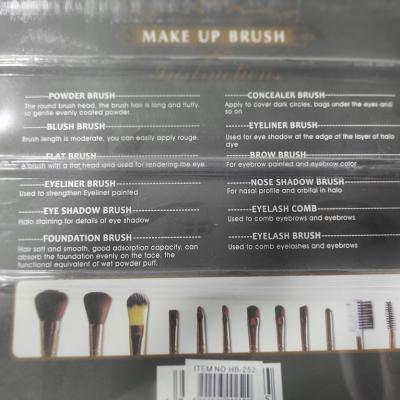 MAKE UP BRUSH
Instructions
POWDER BRUSH
The round brush head, the brush hair is long and fluffy,
so gentle evenly coated powder.
BLUSH BRUSH
Brush length is moderate, you can easily apply rouge.
FLAT BRUSH
a brush with a flat head and used for rendering the eye
EYELINER BRUSH
Used to strengthen Eyeliner painted
EYE SHADOW BRUSH
Halo staining for details of eye shadow
FOUNDATION BRUSH
Hair soft and smooth, good adsorption capacity, can
absorb the foundation evenly on the face, the
functional equivalent of wet powder puff.
CONCEALER BRUSH
Apply to cover dark circles, bags under the eyes and
so on
EYELINER BRUSH
Used for eye shadow at the edge of the layer of halo
dye
BROW BRUSH
For eyebrow painted and eyebrow color
NOSE SHADOW BRUSH
For nasal profile and orbital in halo
EYELASH COMB
Used to comb eyebrows and eyebrows
EYELASH BRUSH
Used to comb eyelashes and eyebrows
ITEM NO HB-252